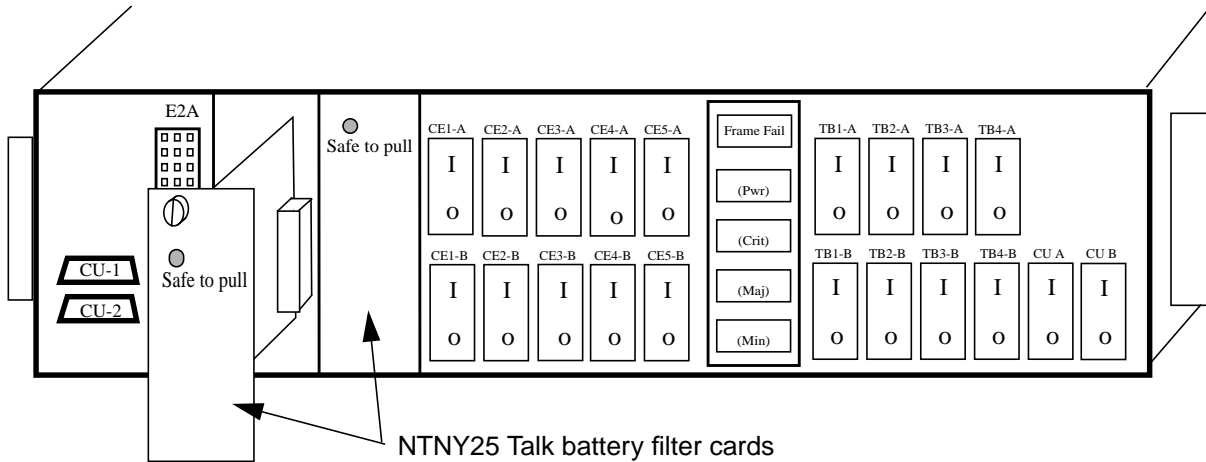 E2A
Safe to pull
CU-1
CU-2
Safe to pull
CE1-A CE2-A CE3-A CE4-A CE5-A
I I I I I
O O O O O
CE1-B CE2-B CE3-B CE4-B CE5-B
I I I I I
O O O O O
Frame Fail
(Pwr)
(Crit)
(Maj)
(Min)
TB1-A TB2-A TB3-A TB4-A
I I I I
O O O O
TB1-B TB2-B TB3-B TB4-B CU A CU B
I I I I I I
O O O O O O
NTNY25 Talk battery filter cards